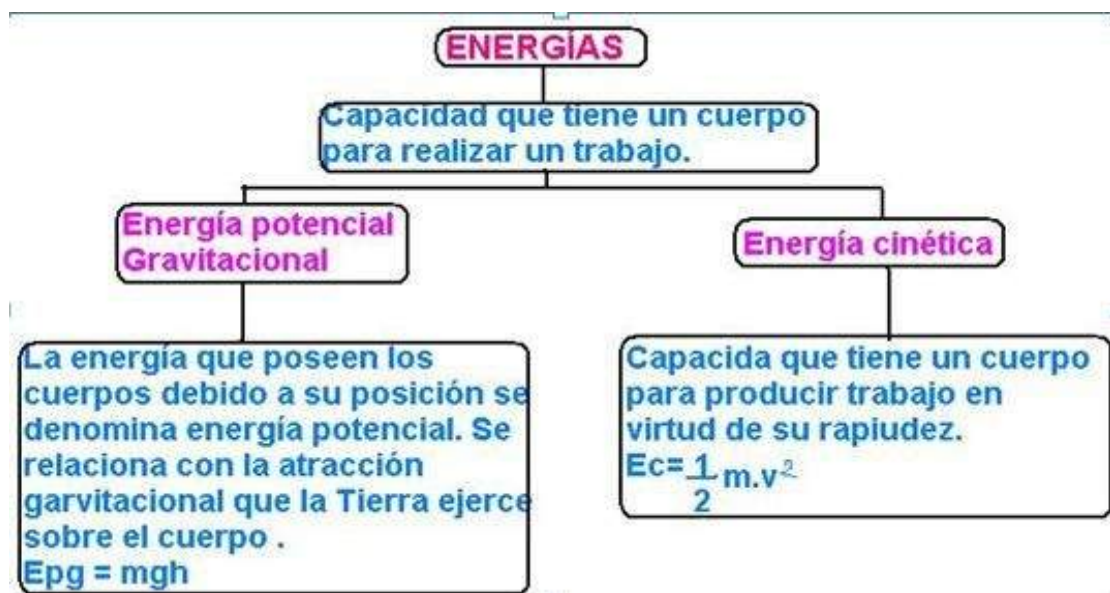 ENERGÍAS
Capacidad que tiene un cuerpo
para realizar un trabajo.
Energía potencial
Gravitacional
Energía cinética
La energía que poseen los
cuerpos debido a su posición se
denomina energía potencial. Se
relaciona con la atracción
garvitacional que la Tierra ejerce
sobre el cuerpo .
Epg = mgh
Capacida que tiene un cuerpo
para producir trabajo en
virtud de su rapiudez.
Ec= 1/2 m.v²